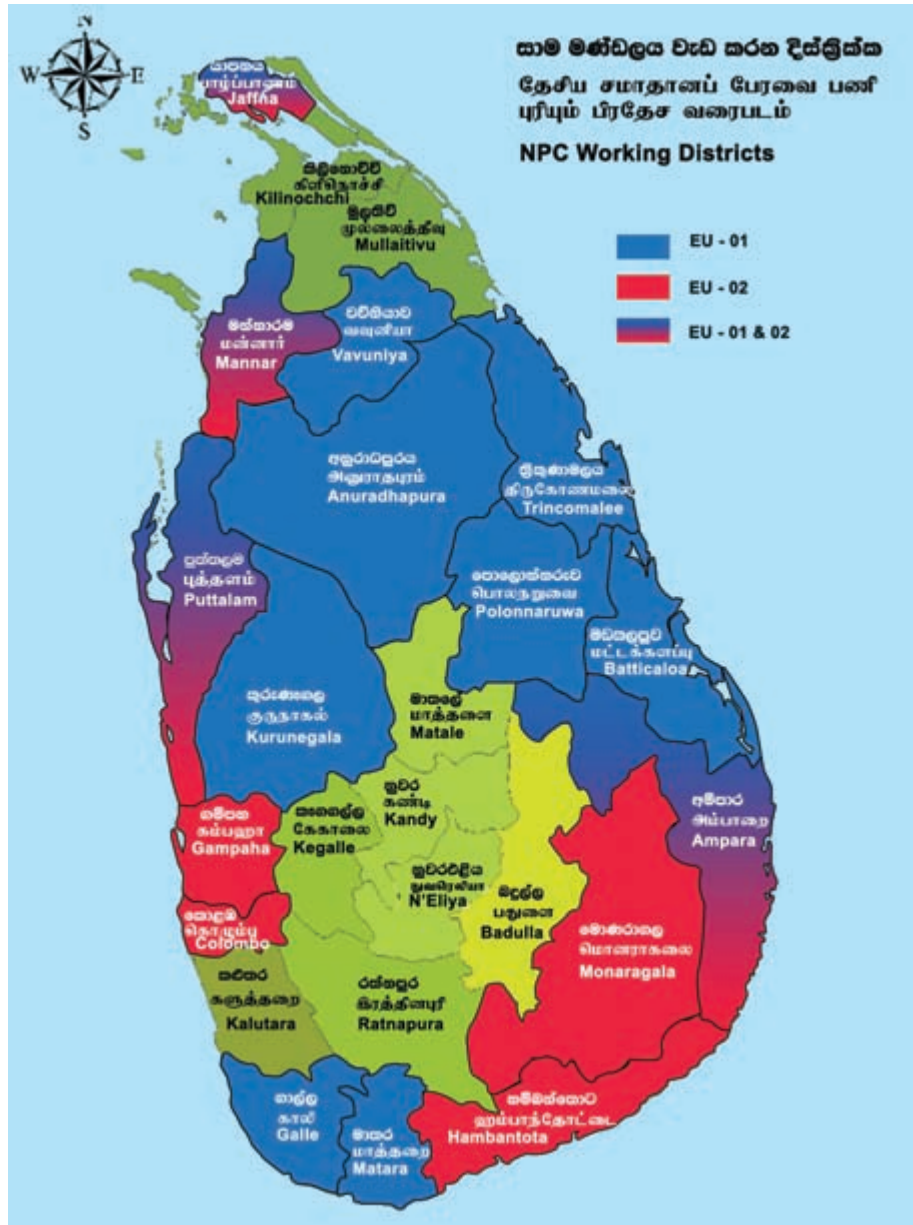 N
W
E
S
සාම මණ්ඩලය වැඩ කරන දිස්ත්‍රික්ක
தேசிய சமாதானப் பேரவை பணி
புரியும் பிரதேச வரைபடம்
NPC Working Districts
EU - 01
EU - 02
EU - 01 & 02
යාපනය
யாழ்ப்பாணம்
Jaffna
කිලිනොච්චි
கிளிநொச்சி
Kilinochchi
මුලතිව්
முல்லைத்தீவு
Mullaitivu
මන්නාරම
மன்னார்
Mannar
වව්නියාව
வவுனியா
Vavuniya
අනුරාධපුරය
அனுராதபுரம்
Anuradhapura
ත්‍රිකුණාමලය
திருகோணமலை
Trincomalee
පුත්තලම
புத்தளம்
Puttalam
පොලොන්නරුව
பொலநறுவை
Polonnaruwa
මඩකලපුව
மட்டக்களப்பு
Batticaloa
කුරුණෑගල
குருநாகல்
Kurunegala
මාතලේ
மாத்தளை
Matale
අම්පාර
அம்பாறை
Ampara
ගම්පහ
கம்பஹா
Gampaha
කෑගල්ල
கேகாலை
Kegalle
නුවර
கண்டி
Kandy
නුවරඑළිය
நுவரெலியா
N'Eliya
බදුල්ල
பதுளை
Badulla
කොළඹ
கொழும்பு
Colombo
මොණරාගල
மொனராகலை
Monaragala
කළුතර
களுத்தறை
Kalutara
රත්නපුර
இரத்தினபுரி
Ratnapura
ගාල්ල
காலி
Galle
මාතර
மாத்தறை
Matara
හම්බන්තොට
ஹம்பாந்தோட்டை
Hambantota